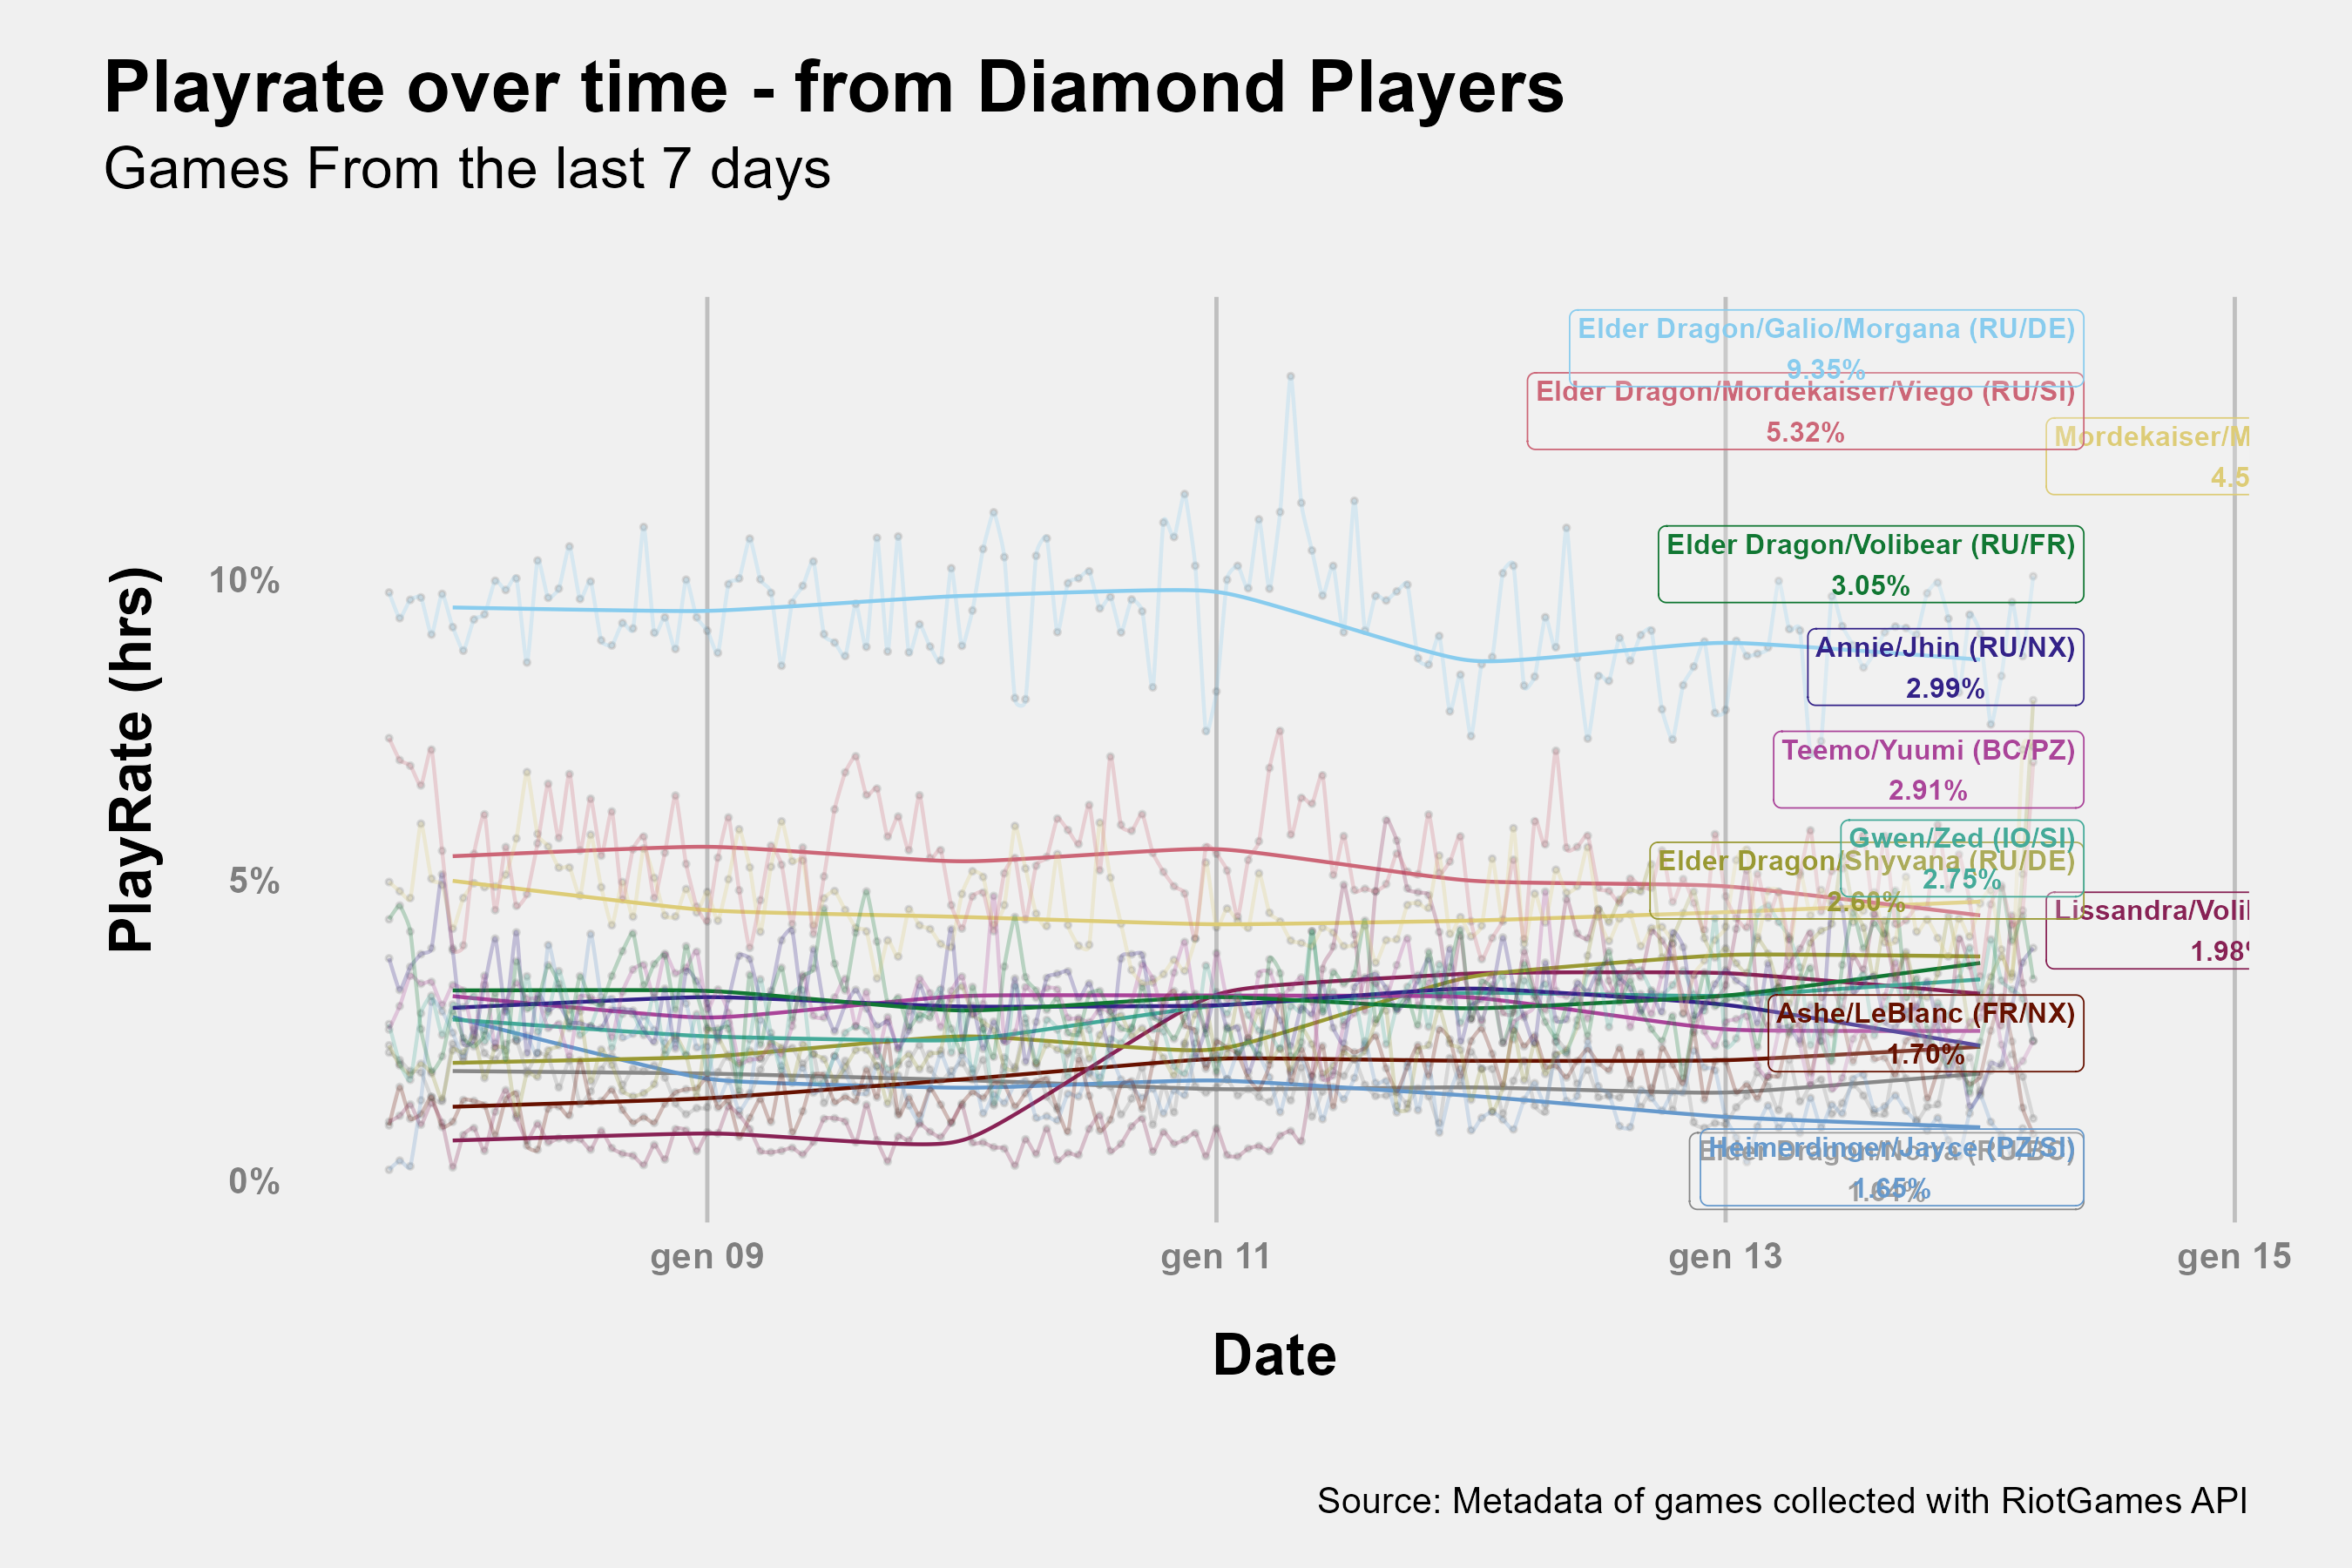 Playrate over time - from Diamond Players
Games From the last 7 days
PlayRate (hrs)
10%
5%
0%
Elder Dragon/Galio/Morgana (RU/DE)
9.35%
Elder Dragon/Mordekaiser/Viego (RU/SI)
5.32%
Mordekaiser/M
4.5
Elder Dragon/Volibear (RU/FR)
3.05%
Annie/Jhin (RU/NX)
2.99%
Teemo/Yuumi (BC/PZ)
2.91%
Gwen/Zed (IO/SI)
2.75%
Elder Dragon/Shyvana (RU/DE)
2.60%
Lissandra/Voli
1.98%
Ashe/LeBlanc (FR/NX)
1.70%
Heimerdinger/Jayce (PZ/SI)
1.65%
Elder Dragon/Norra (RU/BC)
gen 09
gen 11
gen 13
gen 15
Date
Source: Metadata of games collected with RiotGames API